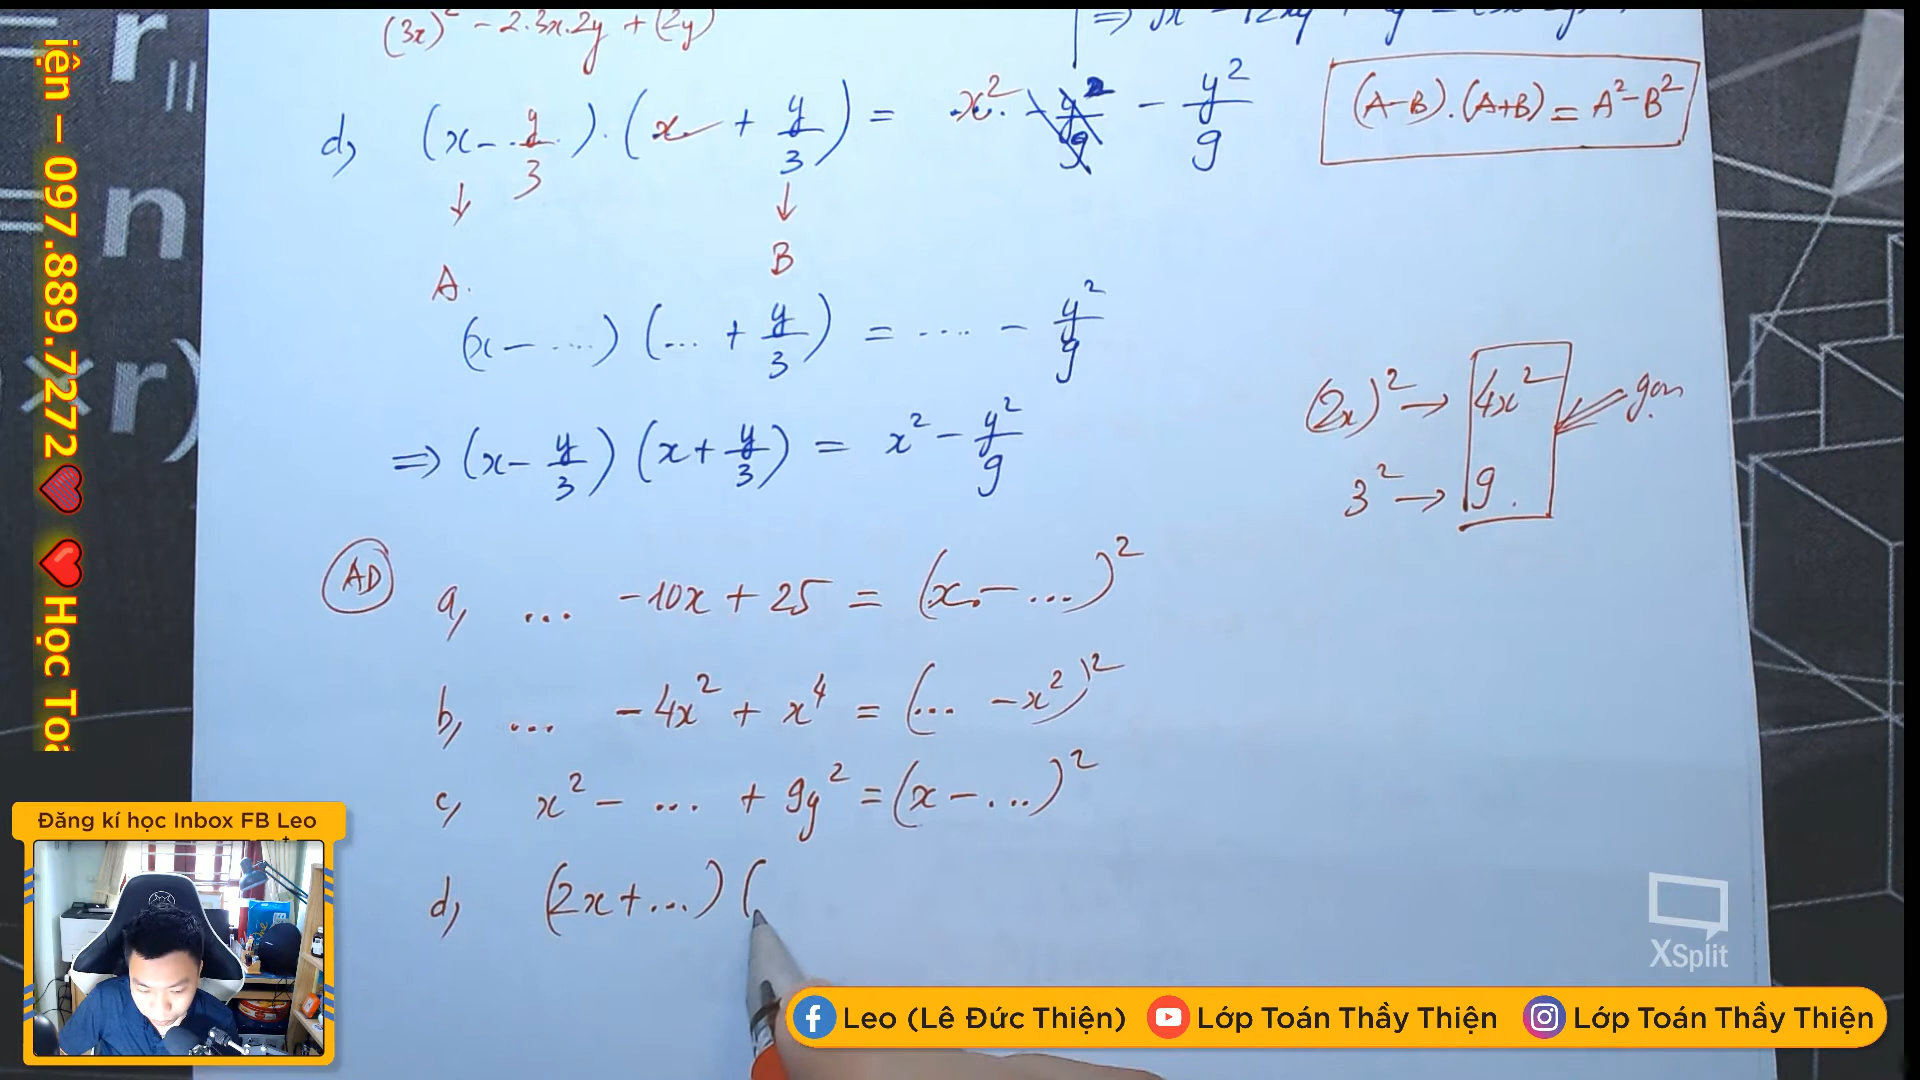 (3x)² - 2.3x.2y + (2y)
d, (x - y/3).(x + y/3) = x² - y²/9 - y²/9
(A-B).(A+B) = A²-B²
A. B
(x - ....) (... + y/3) = .... - y²/9
⇒ (x - y/3) (x + y/3) = x² - y²/9
(2x)² → 4x²
3² → 9
AD
a, ... -10x + 25 = (x - ...)²
b, ... - 4x² + x⁴ = (... - x²)²
c, x² - ... + 9y² = (x - ...)²
d, (2x + ...) (
iện – 097.889.7272 ❤ ❤ Học Toá
Đăng kí học Inbox FB Leo
XSplit
Leo (Lê Đức Thiện) Lớp Toán Thầy Thiện Lớp Toán Thầy Thiện
= r
= n
×r)